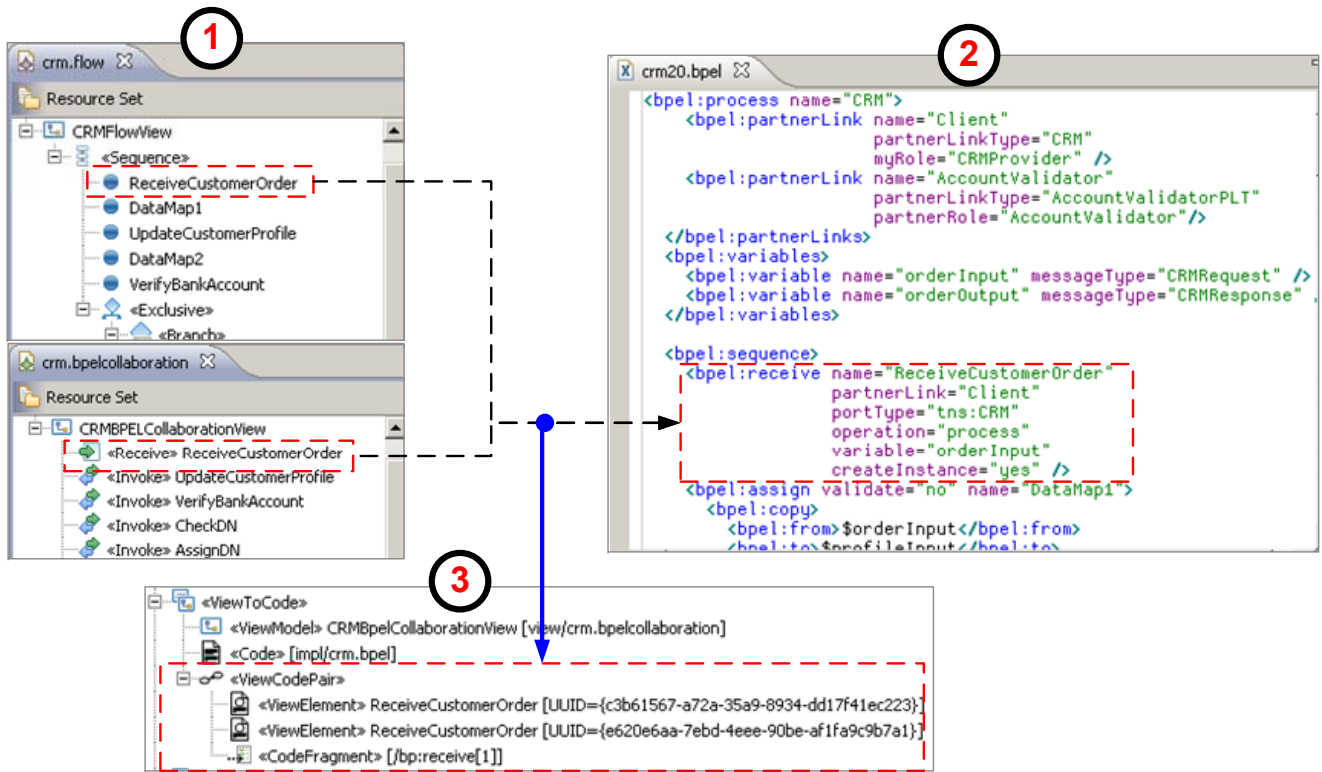 1
crm.flow
Resource Set
CRMFlowView
«Sequence»
ReceiveCustomerOrder
DataMap1
UpdateCustomerProfile
DataMap2
VerifyBankAccount
«Exclusive»
«Branch»
crm.bpelcollaboration
Resource Set
CRMBPELCollaborationView
«Receive» ReceiveCustomerOrder
«Invoke» UpdateCustomerProfile
«Invoke» VerifyBankAccount
«Invoke» CheckDN
«Invoke» AssignDN
2
crm20.bpel
<bpel:process name="CRM">
<bpel:partnerLink name="Client"
partnerLinkType="CRM"
myRole="CRMProvider" />
<bpel:partnerLink name="AccountValidator"
partnerLinkType="AccountValidatorPLT"
partnerRole="AccountValidator"/>
</bpel:partnerLinks>
<bpel:variables>
<bpel:variable name="orderInput" messageType="CRMRequest" />
<bpel:variable name="orderOutput" messageType="CRMResponse" /
</bpel:variables>
<bpel:sequence>
<bpel:receive name="ReceiveCustomerOrder"
partnerLink="Client"
portType="tns:CRM"
operation="process"
variable="orderInput"
createInstance="yes" />
<bpel:assign validate="no" name="DataMap1">
<bpel:copy>
<bpel:from>$orderInput</bpel:from>
<bpel:to>$profileInput</bpel:to>
3
«ViewToCode»
«ViewModel» CRMBpelCollaborationView [view/crm.bpelcollaboration]
«Code» [impl/crm.bpel]
«ViewCodePair»
«ViewElement» ReceiveCustomerOrder [UUID={c3b61567-a72a-35a9-8934-dd17f41ec223}]
«ViewElement» ReceiveCustomerOrder [UUID={e620e6aa-7ebd-4eee-90be-af1fa9c9b7a1}]
«CodeFragment» [/bp:receive[1]]